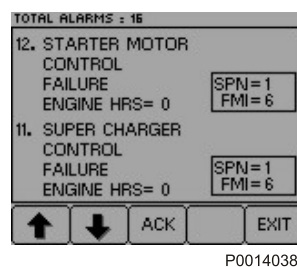 TOTAL ALARMS : 16
12. STARTER MOTOR
CONTROL
FAILURE
ENGINE HRS= 0
SPN= 1
FMI= 6
11. SUPER CHARGER
CONTROL
FAILURE
ENGINE HRS= 0
SPN= 1
FMI= 6
ACK
EXIT
P0014038